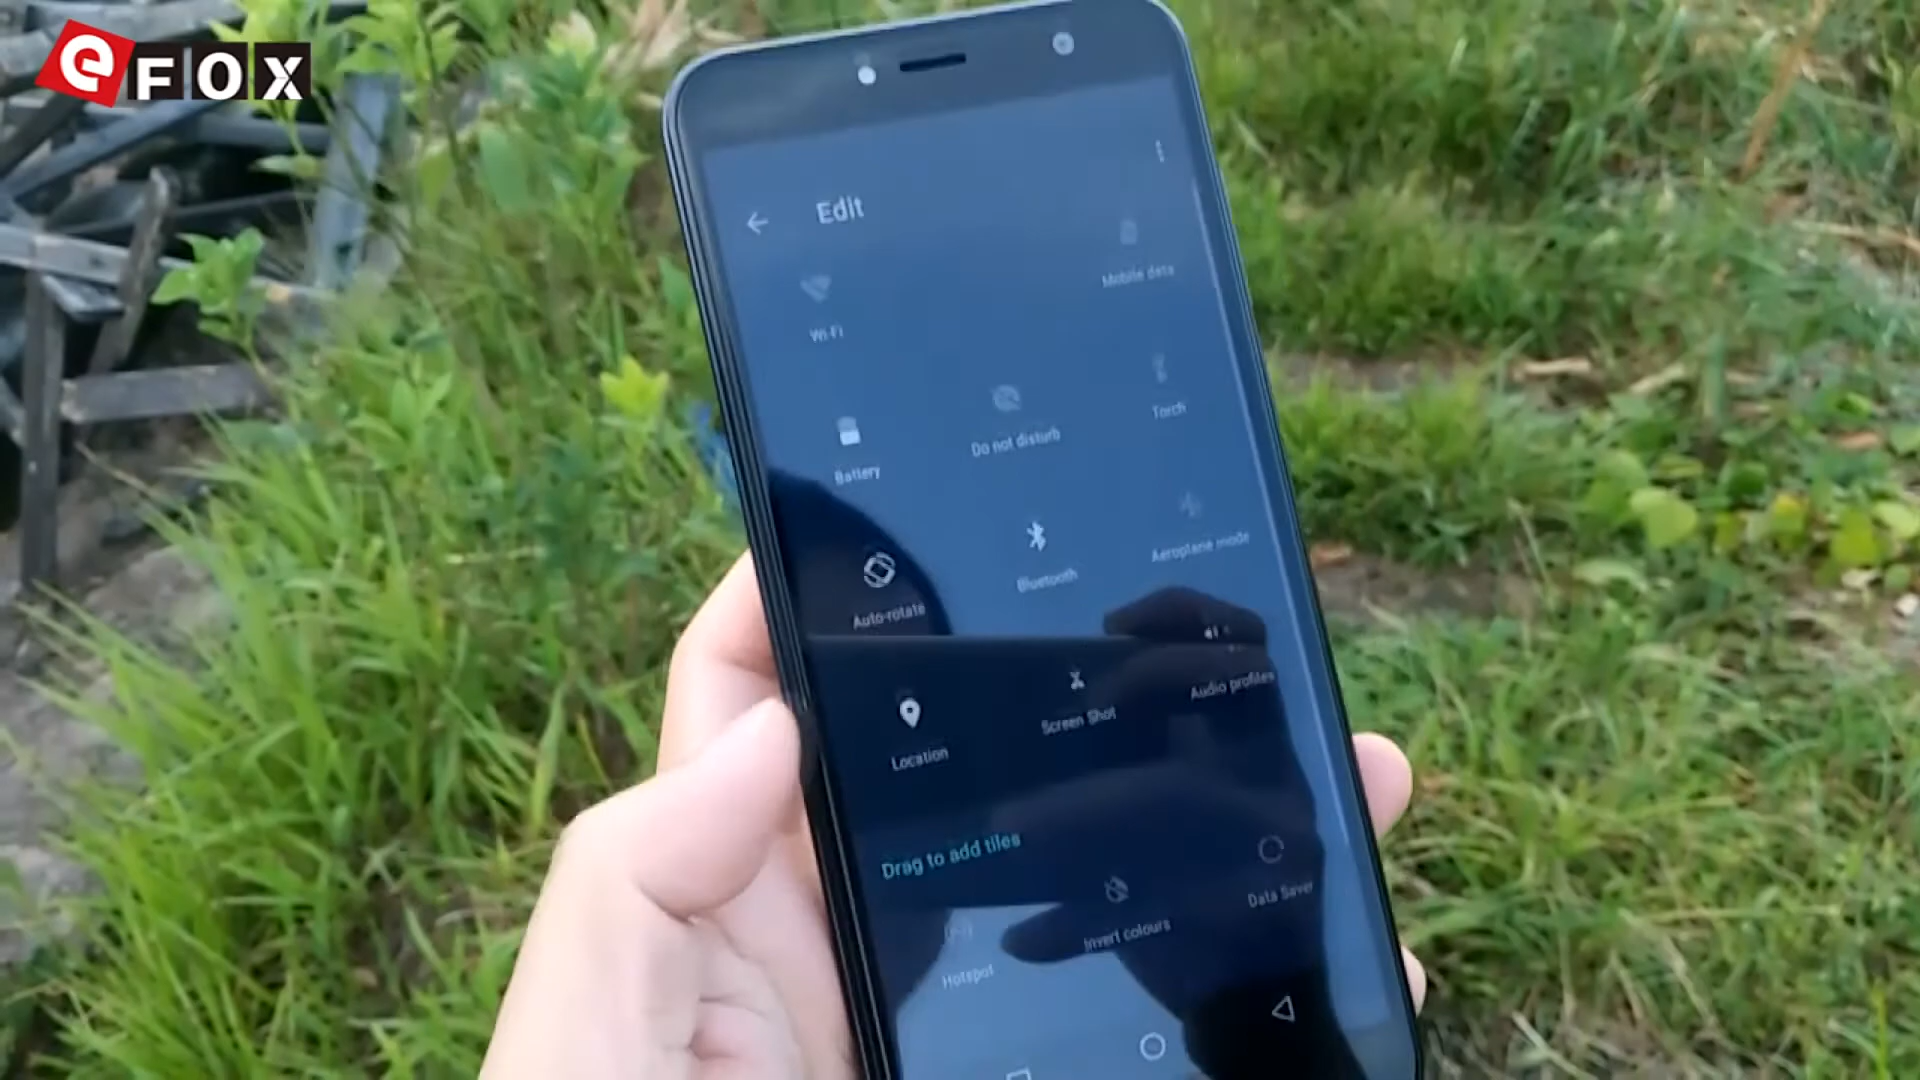 eFOX
Edit
Wi-Fi
Mobile data
Battery
Do not disturb
Torch
Auto-rotate
Bluetooth
Aeroplane mode
Location
Screen Shot
Audio profiles
Drag to add tiles
Hotspot
Invert colours
Data Saver